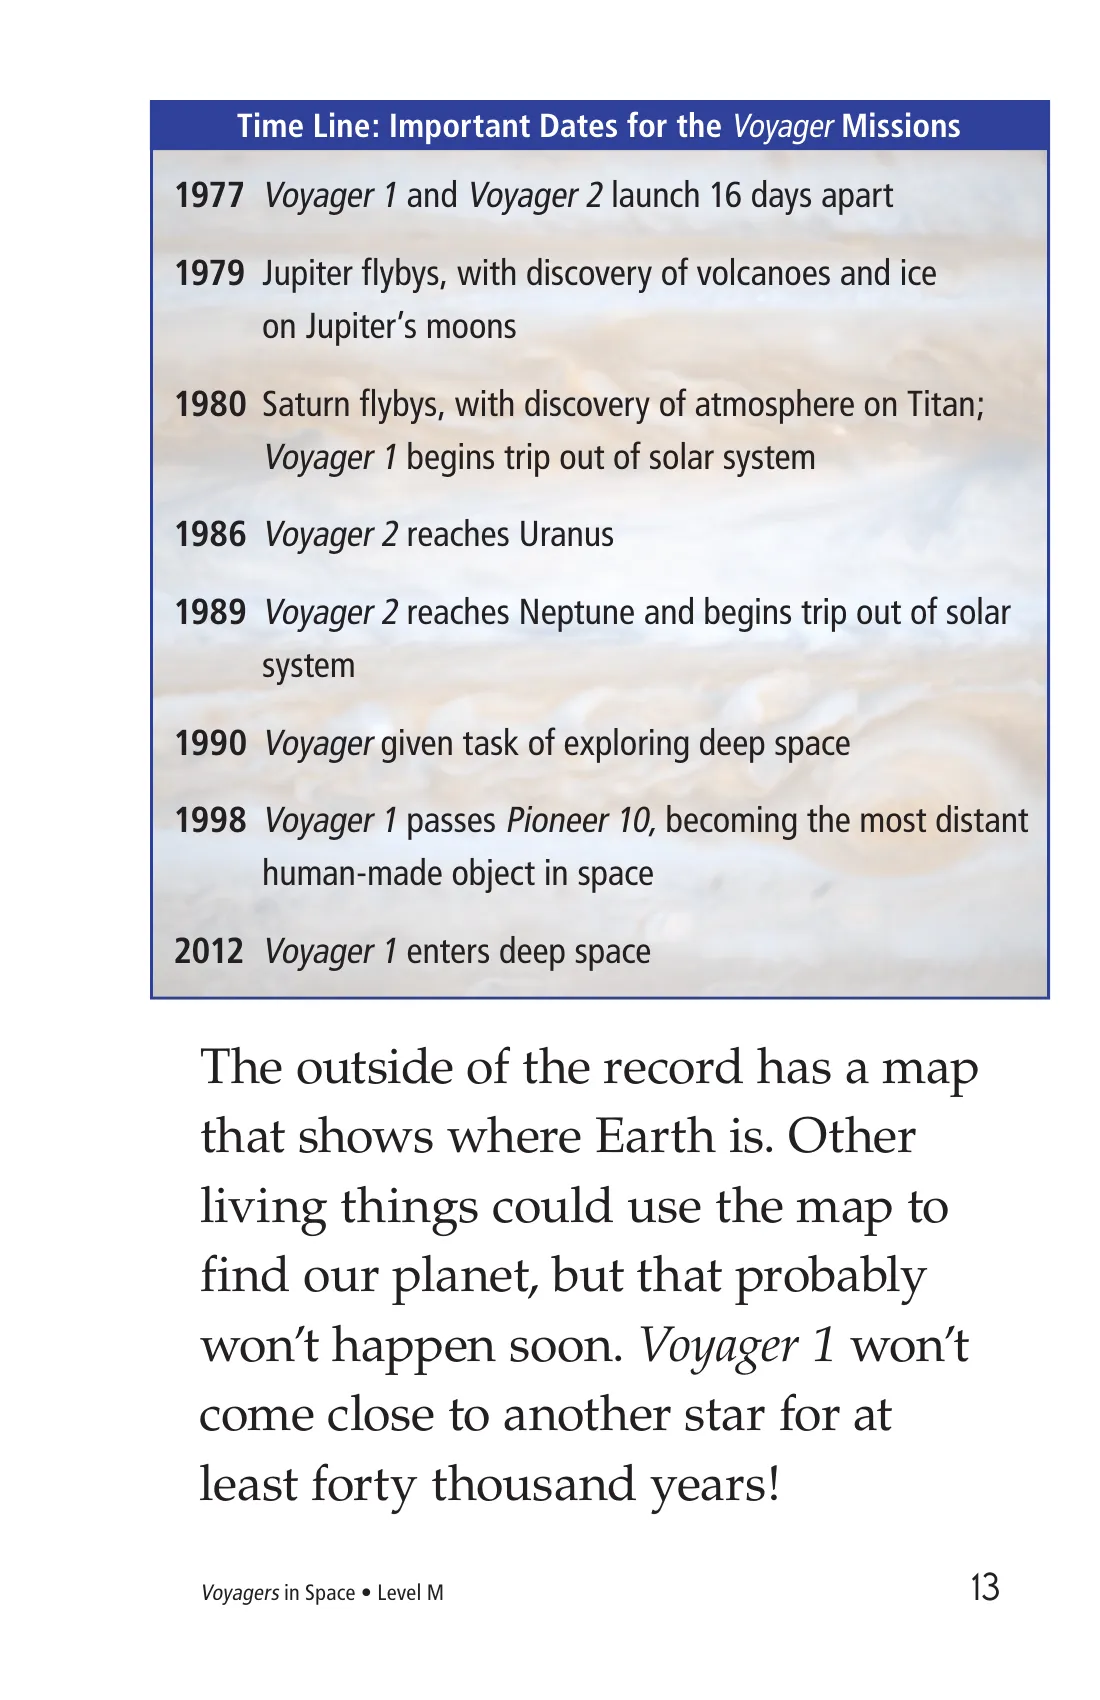 Time Line: Important Dates for the Voyager Missions
1977 Voyager 1 and Voyager 2 launch 16 days apart
1979 Jupiter flybys, with discovery of volcanoes and ice
on Jupiter’s moons
1980 Saturn flybys, with discovery of atmosphere on Titan;
Voyager 1 begins trip out of solar system
1986 Voyager 2 reaches Uranus
1989 Voyager 2 reaches Neptune and begins trip out of solar
system
1990 Voyager given task of exploring deep space
1998 Voyager 1 passes Pioneer 10, becoming the most distant
human-made object in space
2012 Voyager 1 enters deep space
The outside of the record has a map
that shows where Earth is. Other
living things could use the map to
find our planet, but that probably
won’t happen soon. Voyager 1 won’t
come close to another star for at
least forty thousand years!
Voyagers in Space • Level M 13